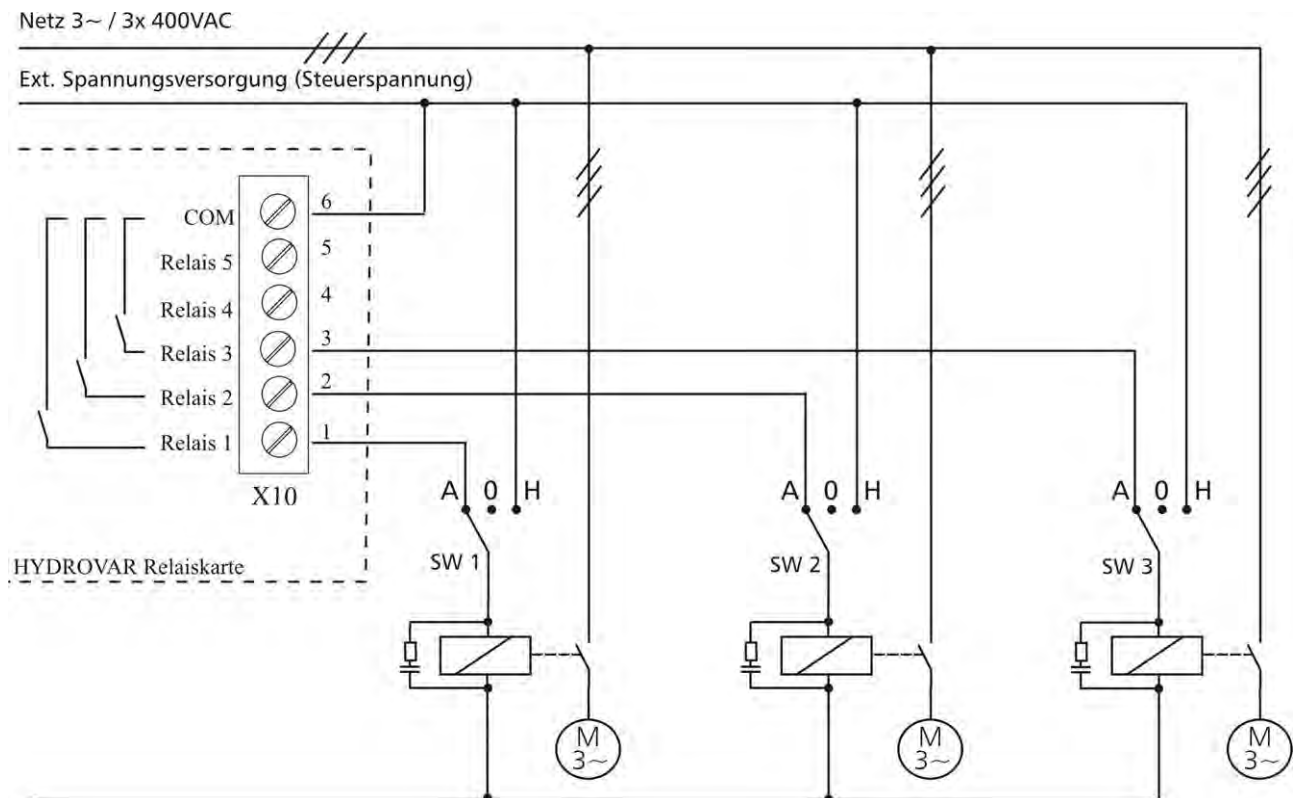 Netz 3~ / 3x 400VAC
Ext. Spannungsversorgung (Steuerspannung)
COM 6
Relais 5 5
Relais 4 4
Relais 3 3
Relais 2 2
Relais 1 1
X10
A 0 H
A 0 H
A 0 H
HYDROVAR Relaiskarte
SW 1
SW 2
SW 3
M
3~
M
3~
M
3~